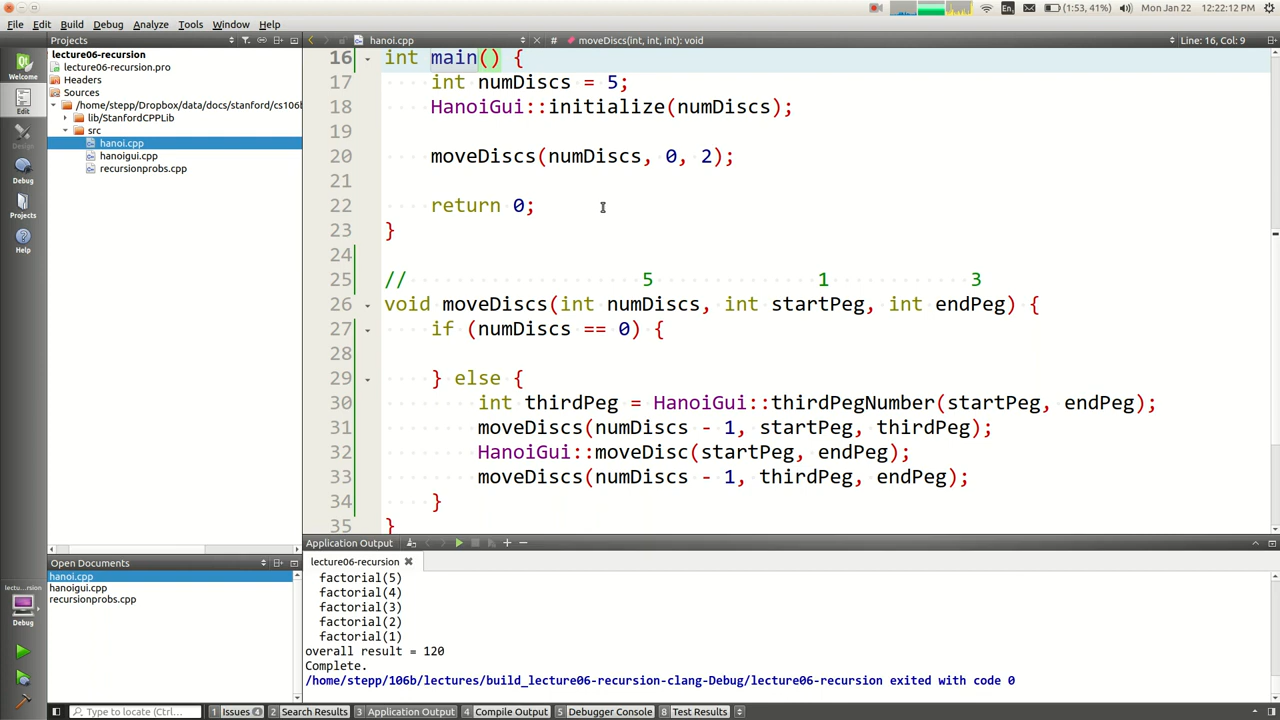 (1:53, 41%) Mon Jan 22 12:22:12 PM
En
File Edit Build Debug Analyze Tools Window Help
Projects
hanoi.cpp
# moveDiscs(int, int, int): void
Line: 16, Col: 9
lecture06-recursion
lecture06-recursion.pro
Headers
Sources
/home/stepp/Dropbox/data/docs/stanford/cs106
lib/StanfordCPPLib
src
hanoi.cpp
hanoigui.cpp
recursionprobs.cpp
Welcome
Edit
Design
Debug
Projects
Help
16 int main() {
17 int numDiscs = 5;
18 HanoiGui::initialize(numDiscs);
19
20 moveDiscs(numDiscs, 0, 2);
21
22 return 0;
23 }
24
25 // 5 1 3
26 void moveDiscs(int numDiscs, int startPeg, int endPeg) {
27 if (numDiscs == 0) {
28
29 } else {
30 int thirdPeg = HanoiGui::thirdPegNumber(startPeg, endPeg);
31 moveDiscs(numDiscs - 1, startPeg, thirdPeg);
32 HanoiGui::moveDisc(startPeg, endPeg);
33 moveDiscs(numDiscs - 1, thirdPeg, endPeg);
34 }
35 }
Open Documents
hanoi.cpp
hanoigui.cpp
recursionprobs.cpp
lectu...rsion
Debug
Application Output
lecture06-recursion
factorial(5)
factorial(4)
factorial(3)
factorial(2)
factorial(1)
overall result = 120
Complete.
/home/stepp/106b/lectures/build_lecture06-recursion-clang-Debug/lecture06-recursion exited with code 0
Type to locate (Ctrl...
1 Issues 4 2 Search Results 3 Application Output 4 Compile Output 5 Debugger Console 8 Test Results